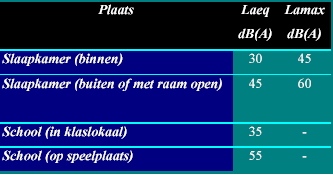 Plaats Laeq Lamax
dB(A) dB(A)
Slaapkamer (binnen) 30 45
Slaapkamer (buiten of met raam open) 45 60
School (in klaslokaal) 35 -
School (op speelplaats) 55 -